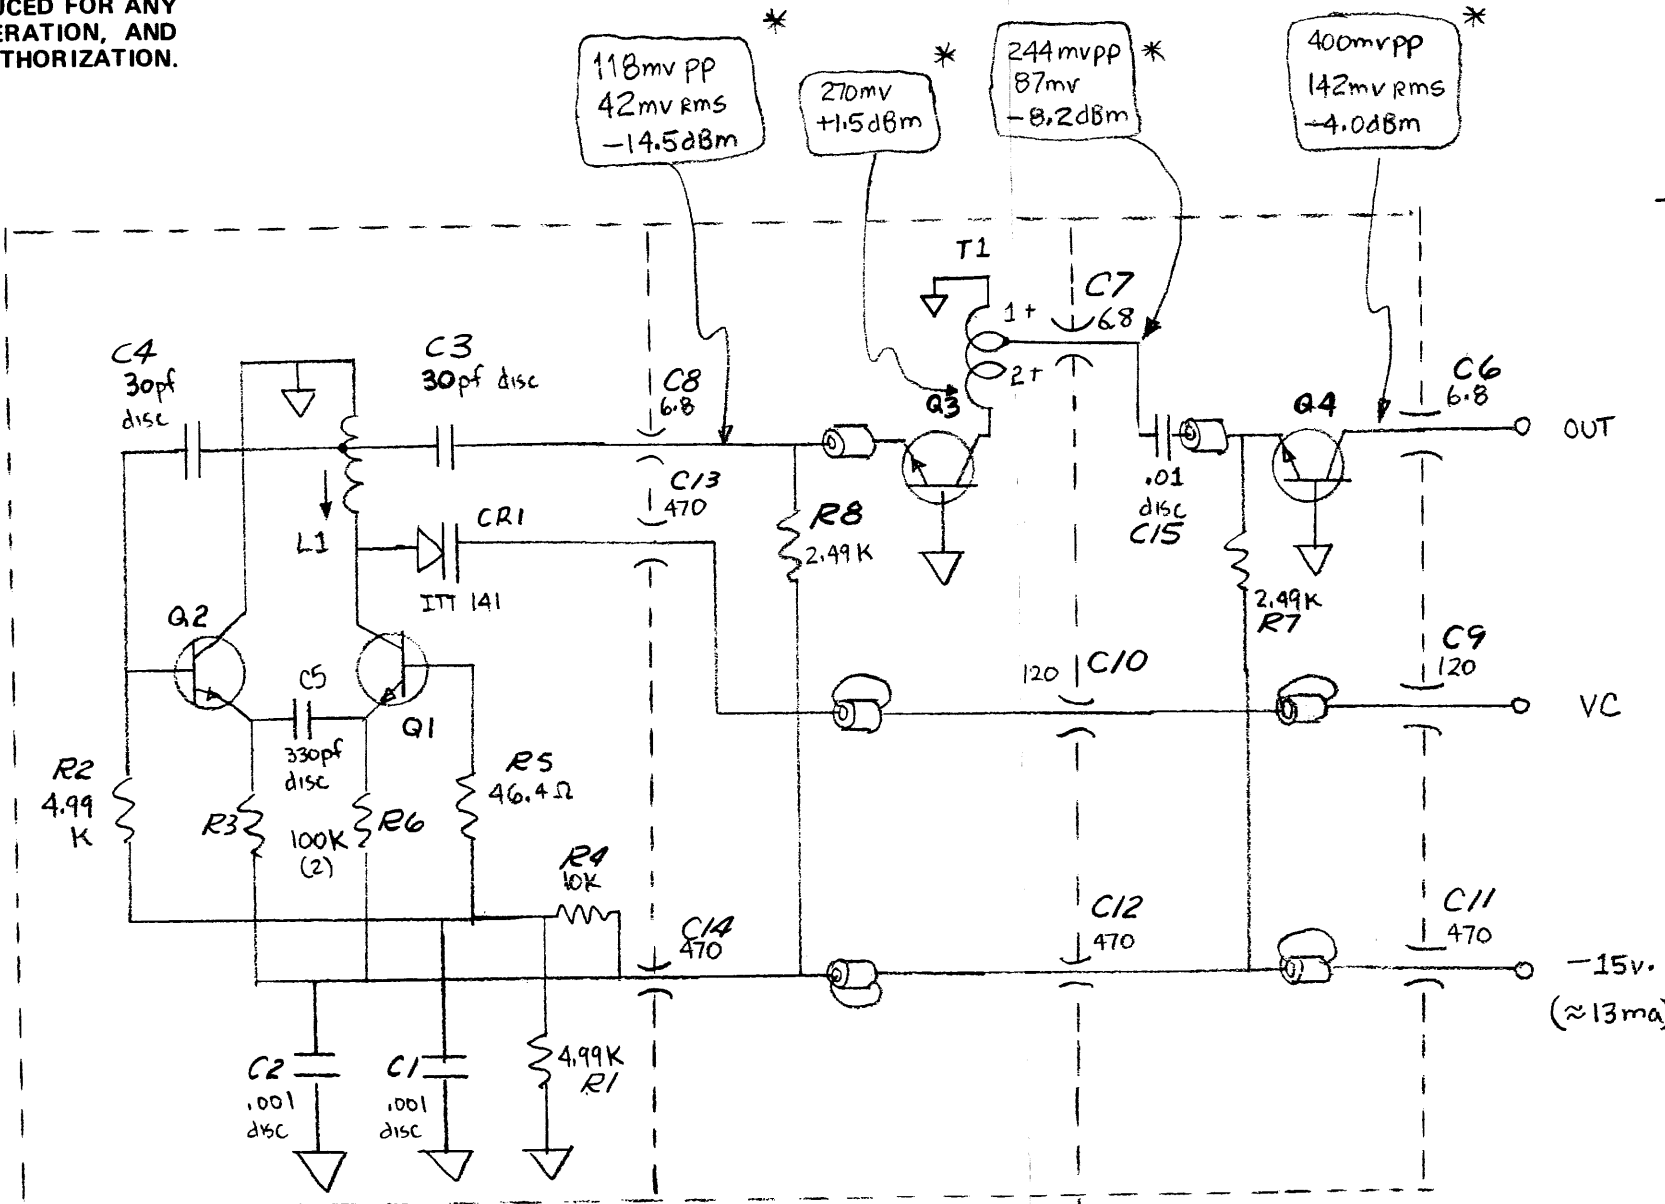 UCED FOR ANY
ERATION, AND
THORIZATION.
*
118mv pp
42mv RMS
-14.5dBm
*
270mv
+1.5dBm
*
244mvpp
87mv
-8.2dBm
*
400mvpp
142mv RMS
-4.0dBm
T1
1+
2+
C7
6.8
C4
30pf
disc
C3
30pf disc
C8
6.8
Q3
Q4
C6
6.8
OUT
C13
470
.01
disc
C15
L1
CR1
ITT 141
R8
2.49K
2.49K
R7
Q2
C5
330pf
disc
Q1
120
C10
C9
120
VC
R2
4.99
K
R3
100K
(2)
R6
R5
46.4Ω
R4
10K
C14
470
C12
470
C11
470
-15v.
(≈13ma)
C2
.001
disc
C1
.001
disc
4.99K
R1